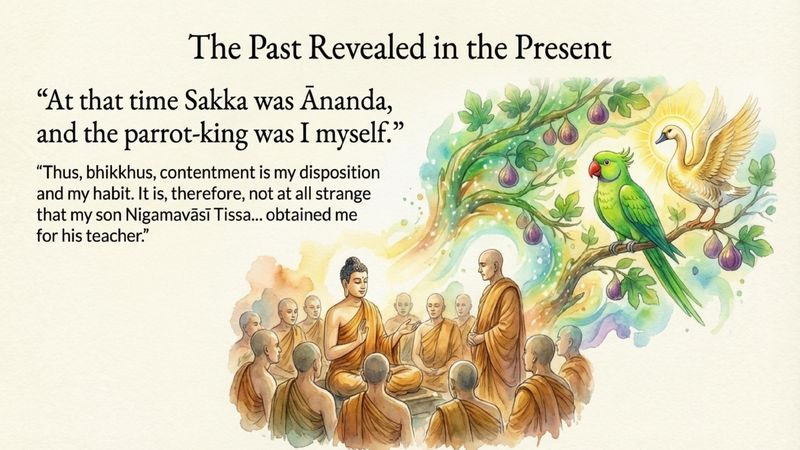 The Past Revealed in the Present
“At that time Sakka was Ānanda,
and the parrot-king was I myself.”
“Thus, bhikkhus, contentment is my disposition
and my habit. It is, therefore, not at all strange
that my son Nigamavāsī Tissa... obtained me
for his teacher.”